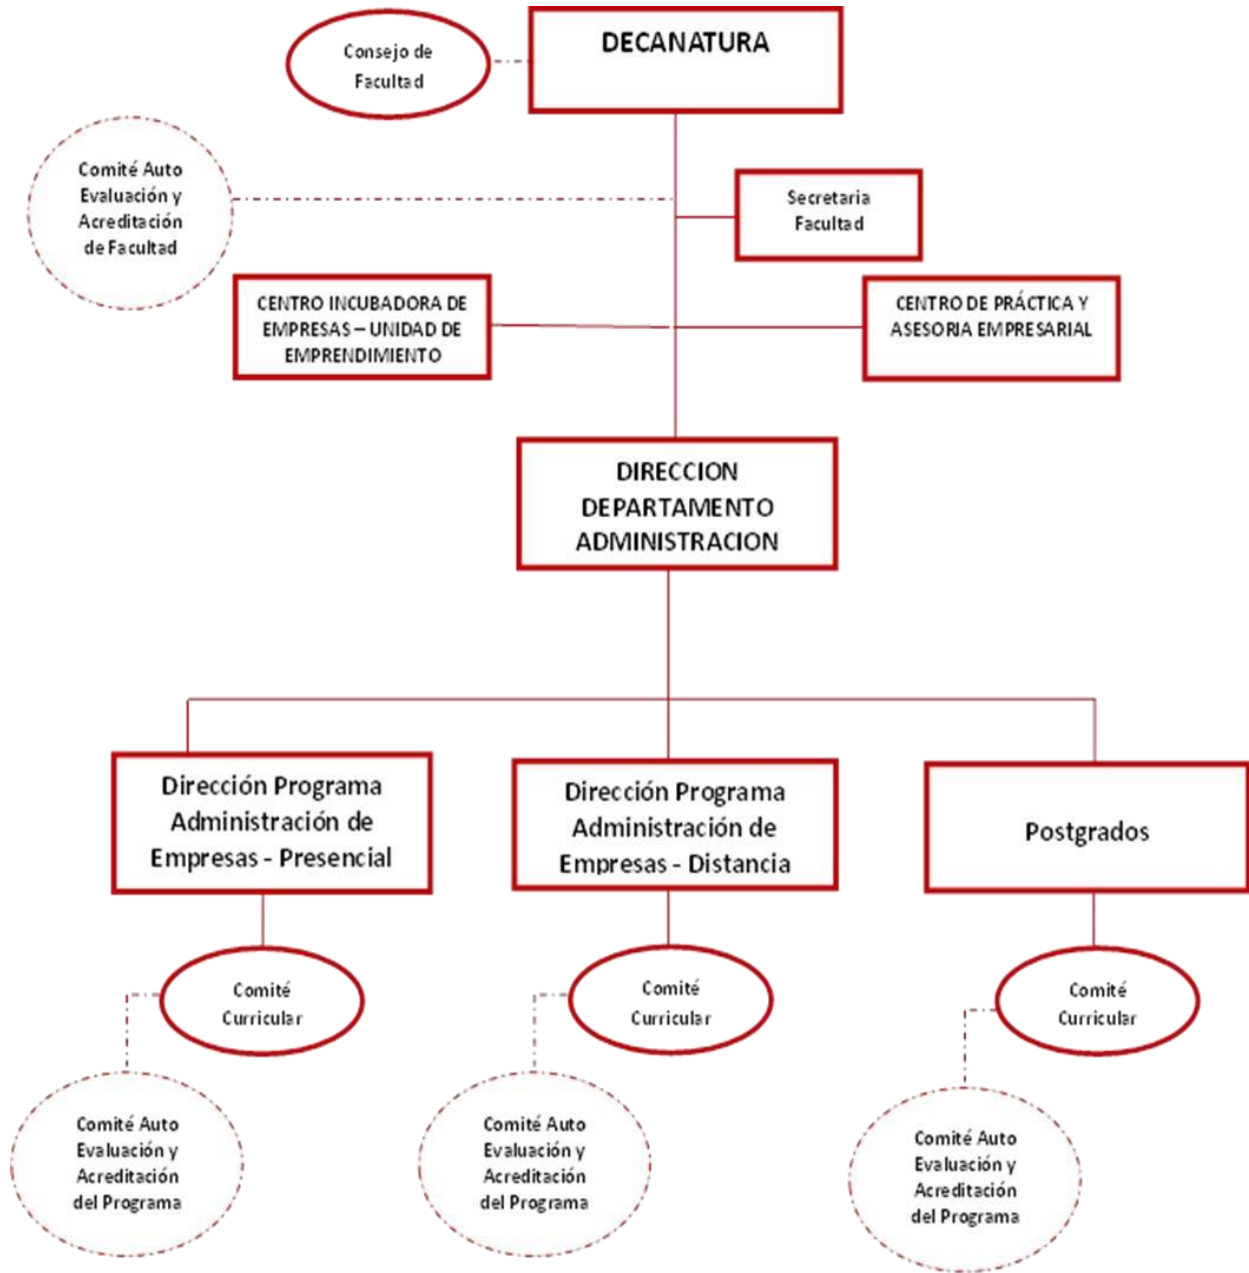 DECANATURA
Consejo de
Facultad
Comité Auto
Evaluación y
Acreditación
de Facultad
Secretaria
Facultad
CENTRO INCUBADORA DE
EMPRESAS – UNIDAD DE
EMPRENDIMIENTO
CENTRO DE PRÁCTICA Y
ASESORIA EMPRESARIAL
DIRECCION
DEPARTAMENTO
ADMINISTRACION
Dirección Programa
Administración de
Empresas - Presencial
Dirección Programa
Administración de
Empresas - Distancia
Postgrados
Comité
Curricular
Comité
Curricular
Comité
Curricular
Comité Auto
Evaluación y
Acreditación
del Programa
Comité Auto
Evaluación y
Acreditación
del Programa
Comité Auto
Evaluación y
Acreditación
del Programa